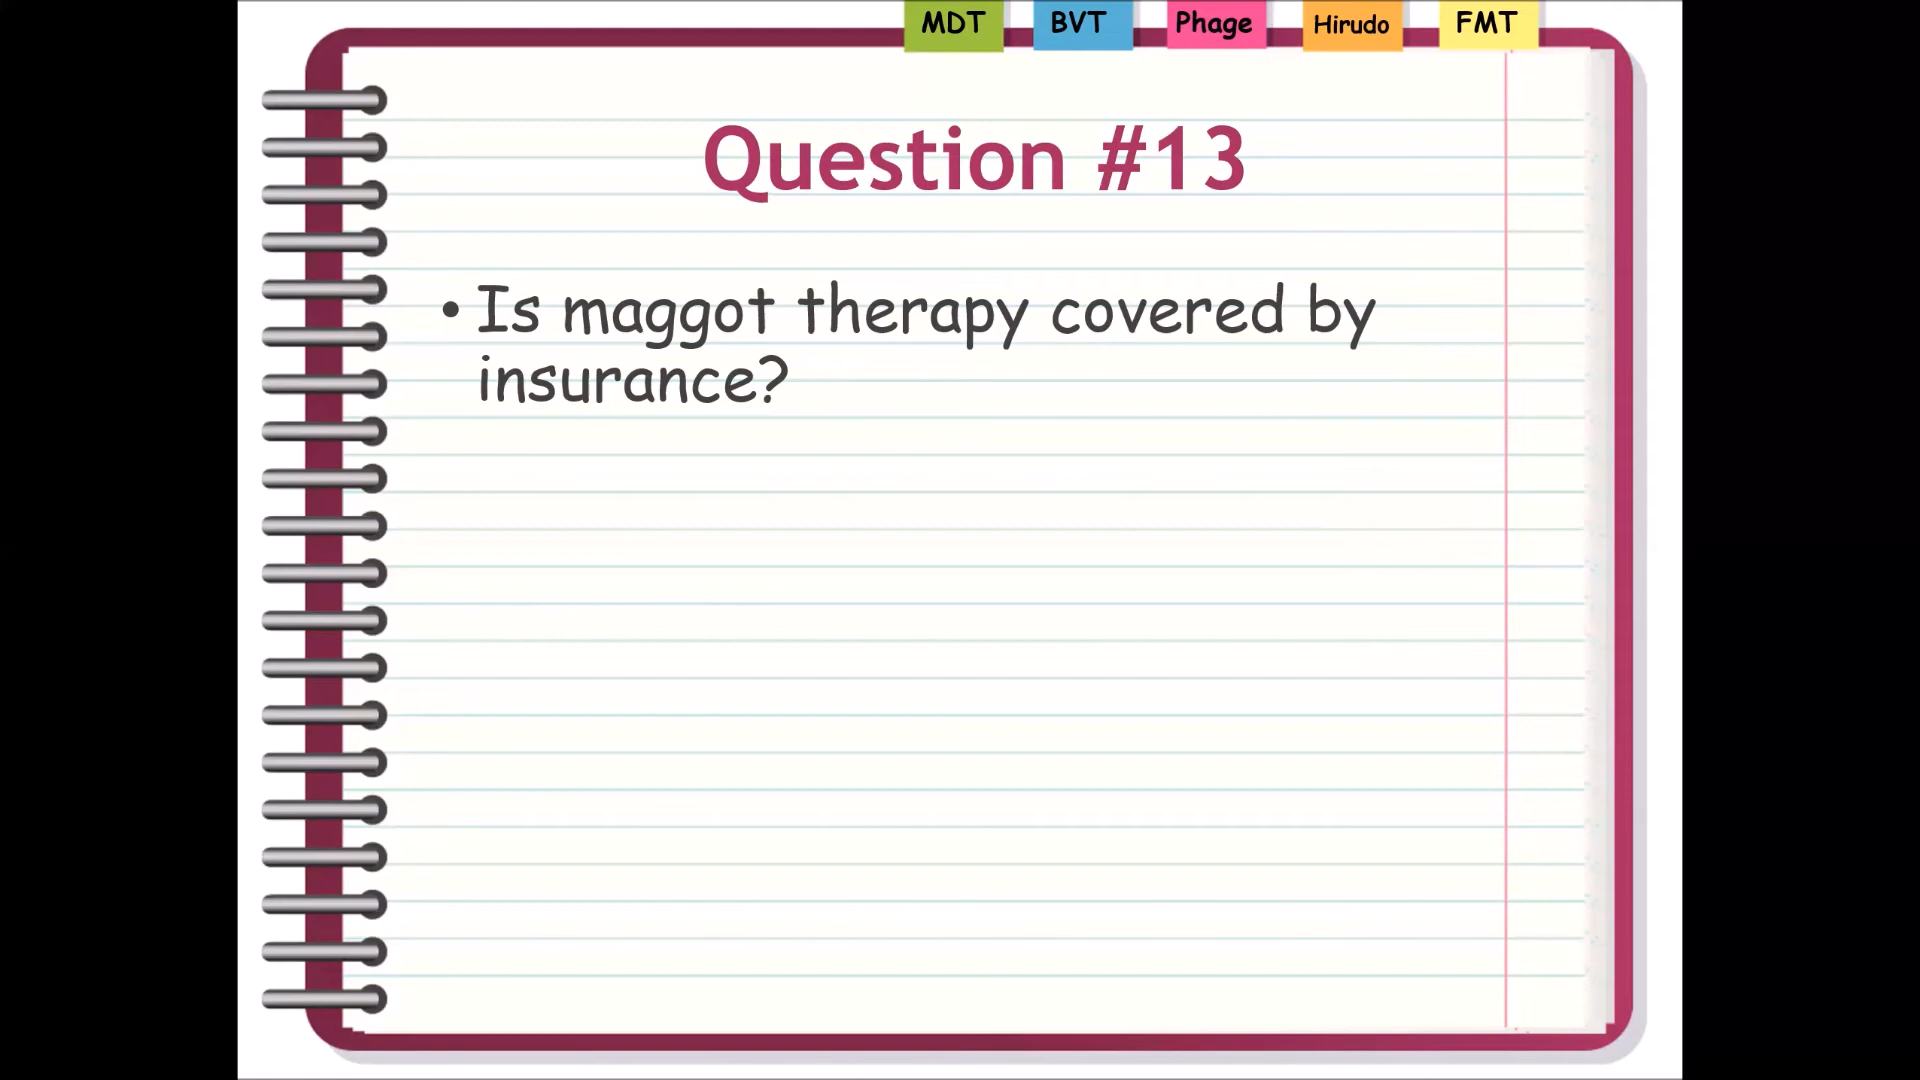 MDT BVT Phage Hirudo FMT
Question #13
• Is maggot therapy covered by
insurance?